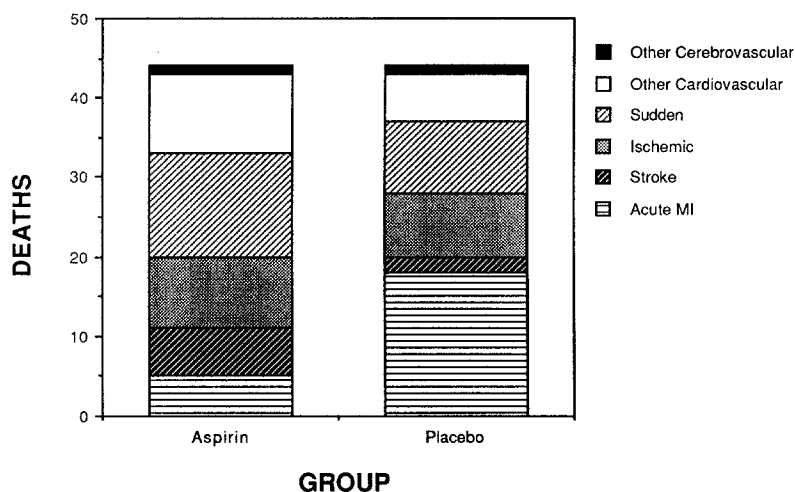 50
40
30
20
10
0
DEATHS
Aspirin
Placebo
GROUP
Other Cerebrovascular
Other Cardiovascular
Sudden
Ischemic
Stroke
Acute MI